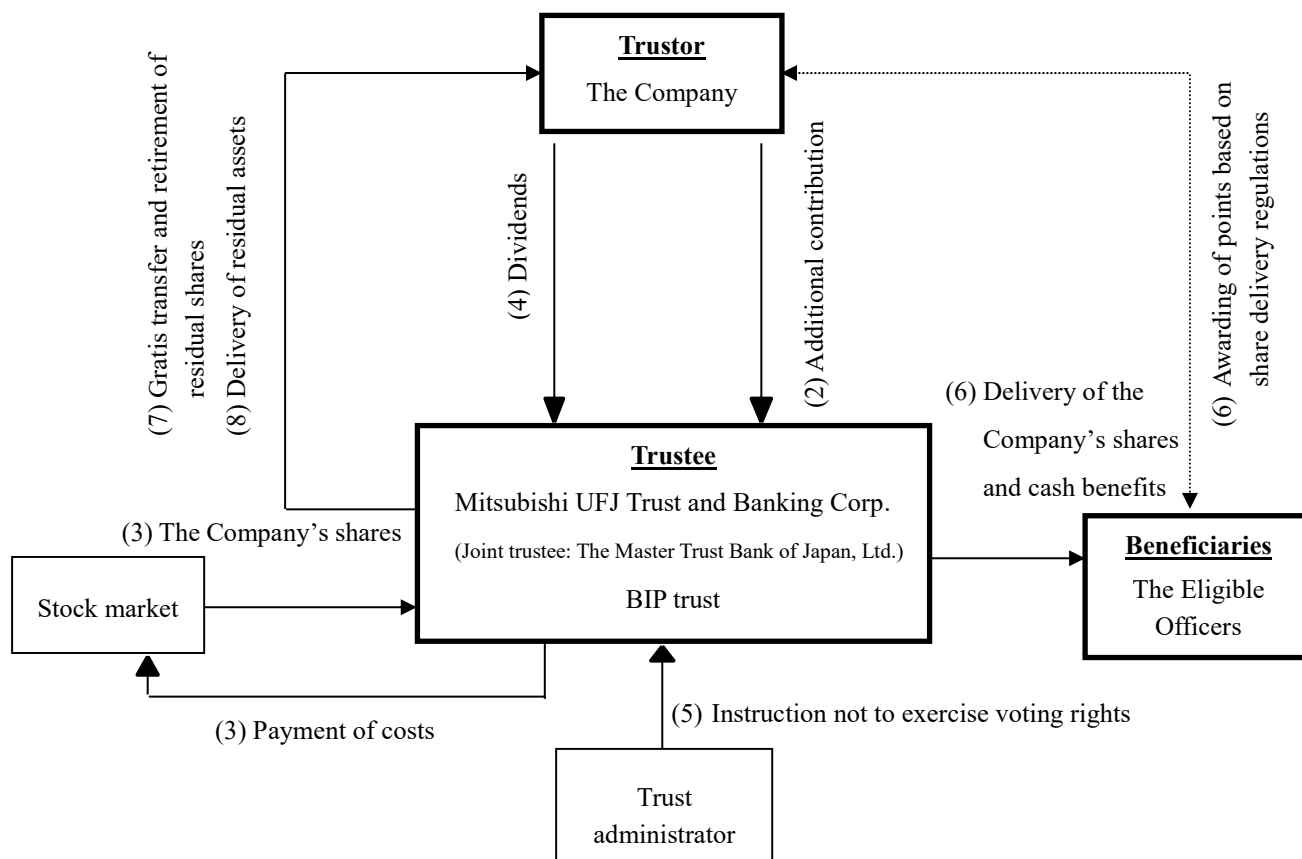 Trustor
The Company
(7) Gratis transfer and retirement of
residual shares
(8) Delivery of residual assets
(4) Dividends
(2) Additional contribution
(6) Awarding of points based on
share delivery regulations
(6) Delivery of the
Company’s shares
and cash benefits
Trustee
Mitsubishi UFJ Trust and Banking Corp.
(Joint trustee: The Master Trust Bank of Japan, Ltd.)
BIP trust
(3) The Company’s shares
Stock market
Beneficiaries
The Eligible
Officers
(3) Payment of costs
(5) Instruction not to exercise voting rights
Trust
administrator